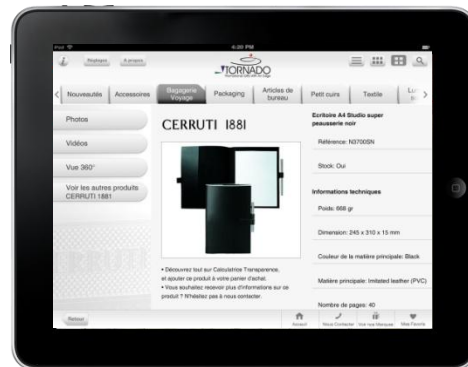 iPad
4:20 PM
Réglages
A propos
TORNADO
Nouveautés
Accessoires
Bagagerie
Voyage
Packaging
Articles de
bureau
Petit cuirs
Textile
Photos
Vidéos
Vue 360°
Voir les autres produits
CERRUTI 1881
CERRUTI 1881
• Découvrez tout sur Calculatrice Transparence,
et ajouter ce produit à votre panier d'achat.
• Vous souhaitez recevoir plus d'informations sur ce
produit ? N'hésitez pas à nous contacter.
Ecritoire A4 Studio super
peausserie noir
Référence: N3700SN
Stock: Oui
Informations techniques
Poids: 668 gr
Dimension: 245 x 310 x 15 mm
Couleur de la matière principale: Black
Matière principale: Imitated leather (PVC)
Nombre de pages: 40
Retour
Accueil
Nous Contacter
Voir nos Marques
Mes Favoris